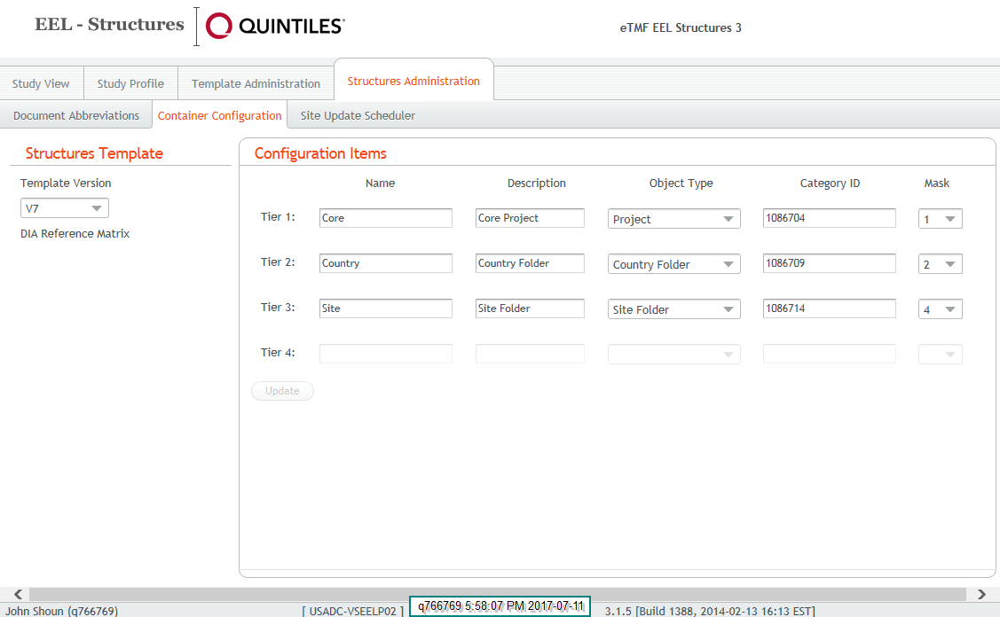 EEL - Structures
QUINTILES
eTMF EEL Structures 3
Study View
Study Profile
Template Administration
Structures Administration
Document Abbreviations
Container Configuration
Site Update Scheduler
Structures Template
Template Version
V7
DIA Reference Matrix
Configuration Items
Name Description Object Type Category ID Mask
Tier 1: Core Core Project Project 1086704 1
Tier 2: Country Country Folder Country Folder 1086709 2
Tier 3: Site Site Folder Site Folder 1086714 4
Tier 4:
Update
John Shoun (q766769) [ USADC-VSEELP02 ] q766769 5:58:07 PM 2017-07-11 3.1.5 [Build 1388, 2014-02-13 16:13 EST]